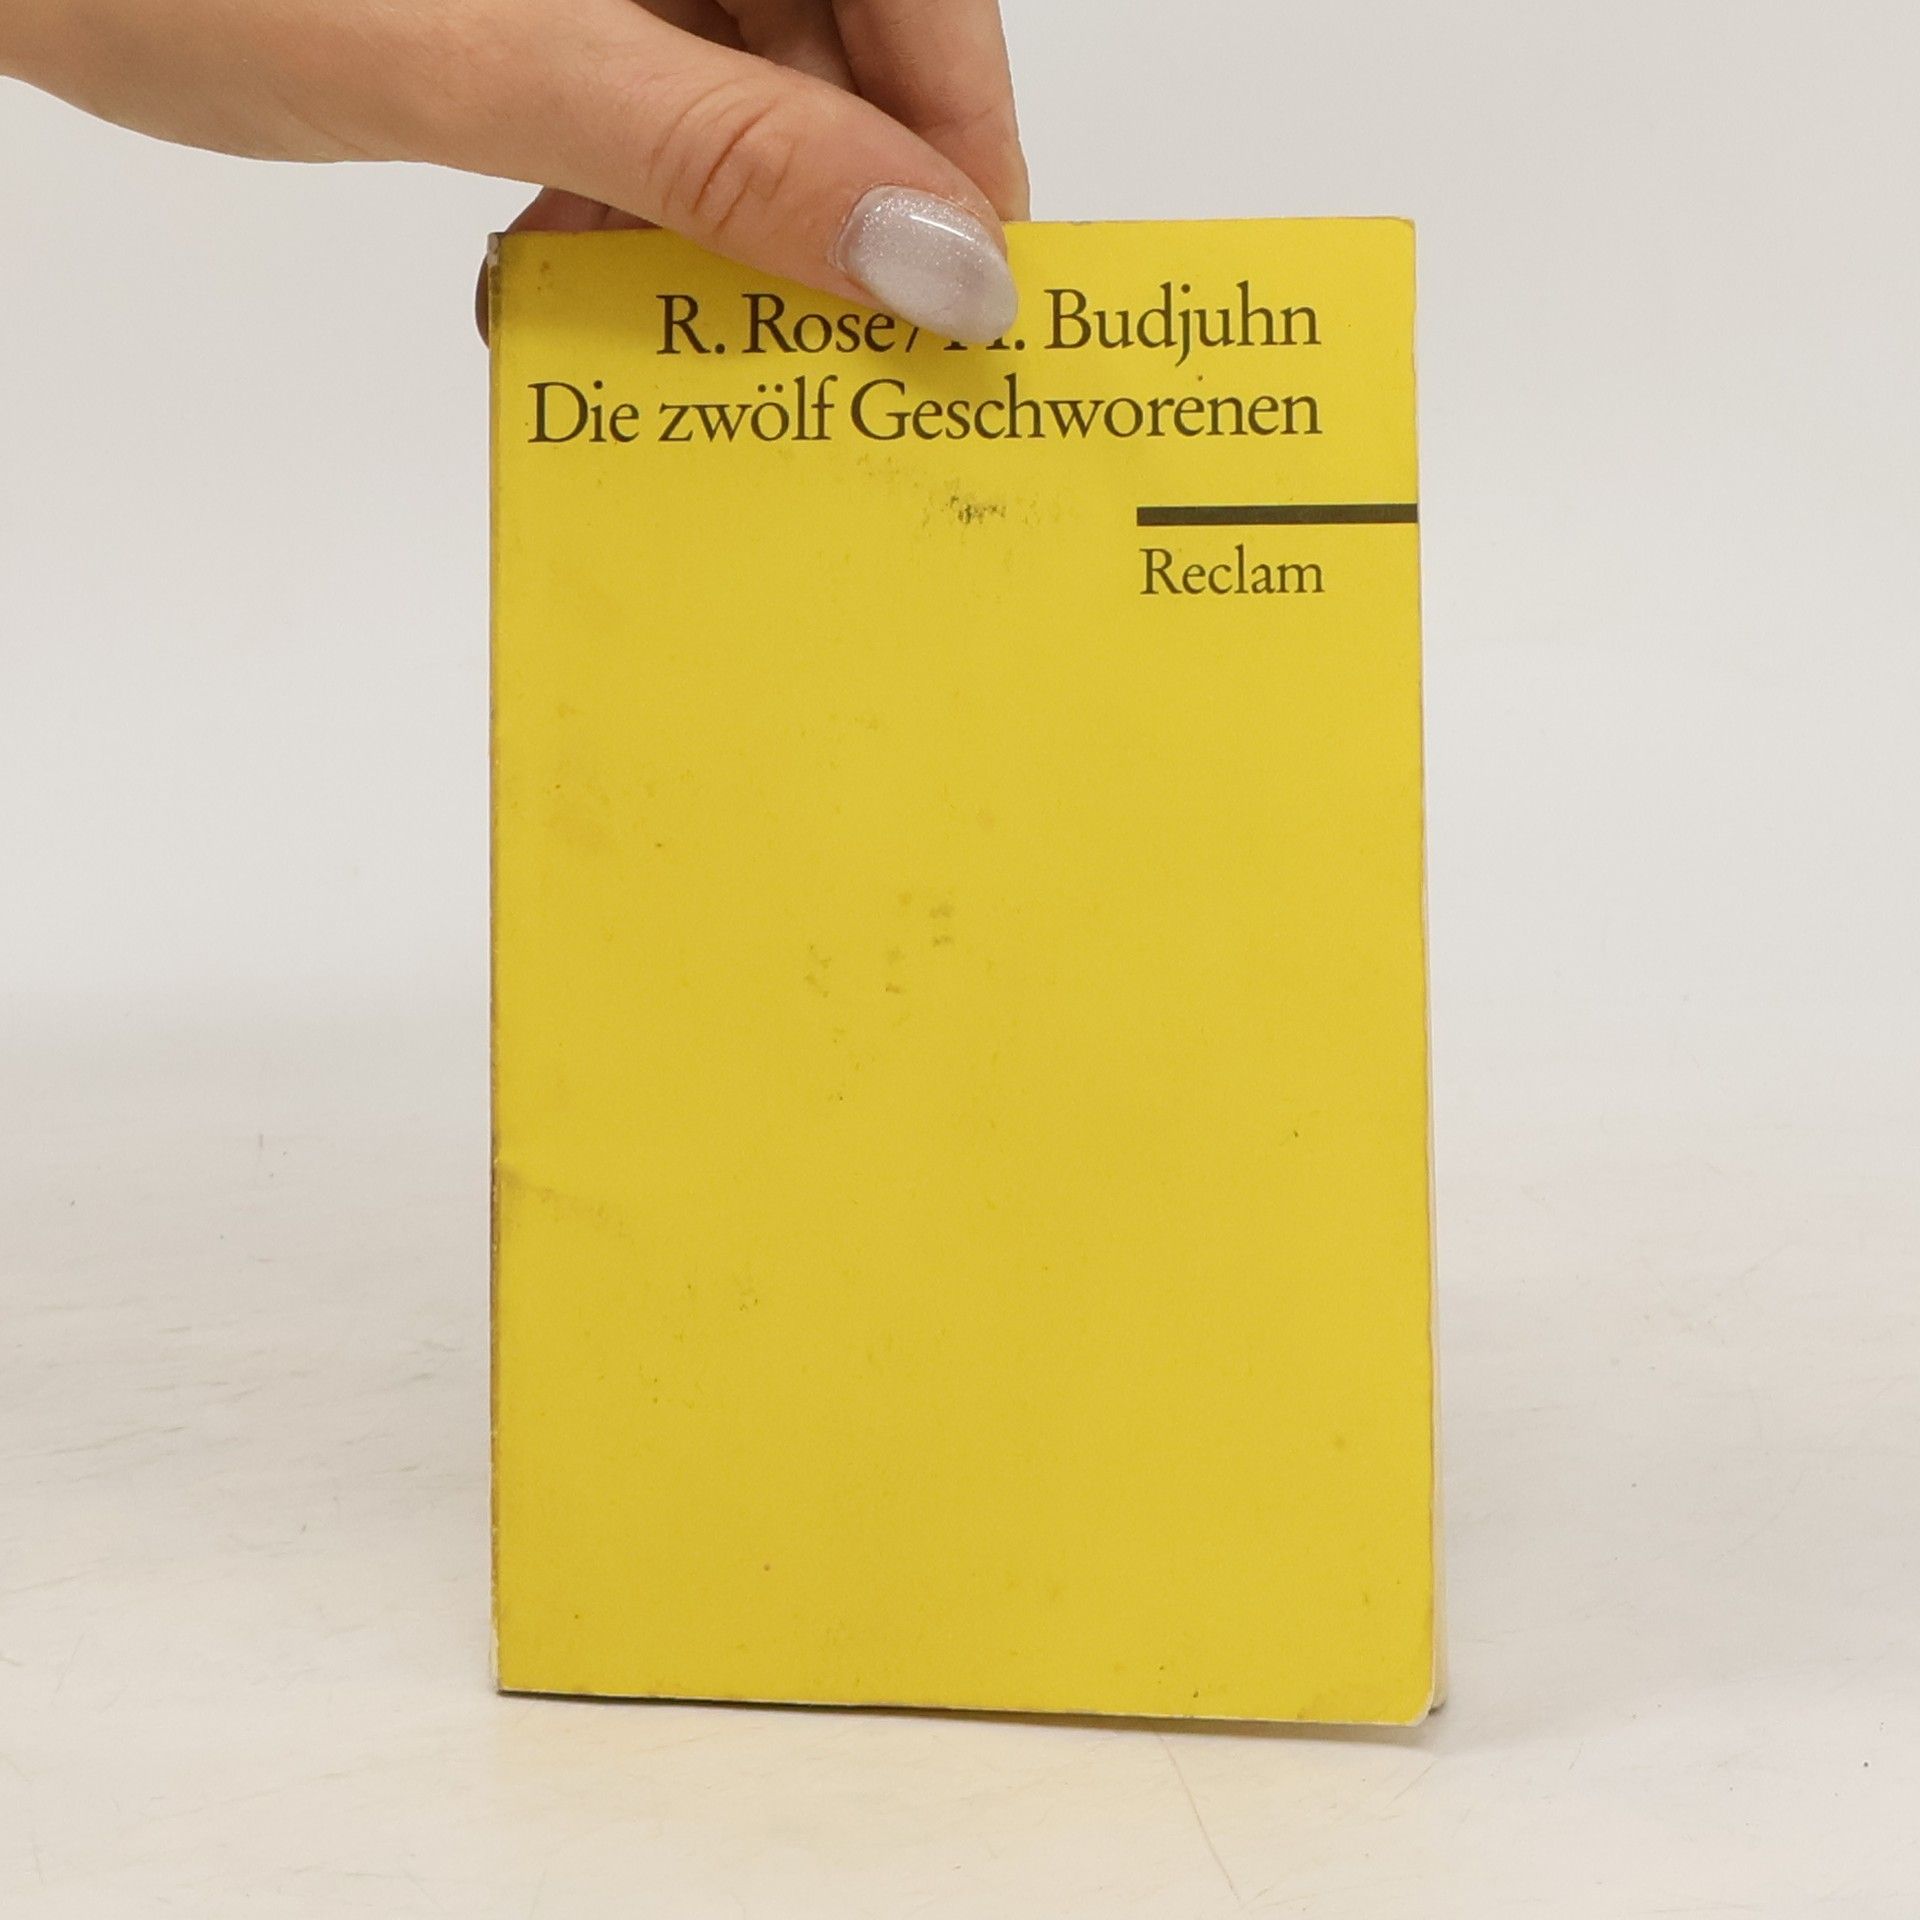 R. Rose / H. Budjuhn
Die zwölf Geschworenen
Reclam